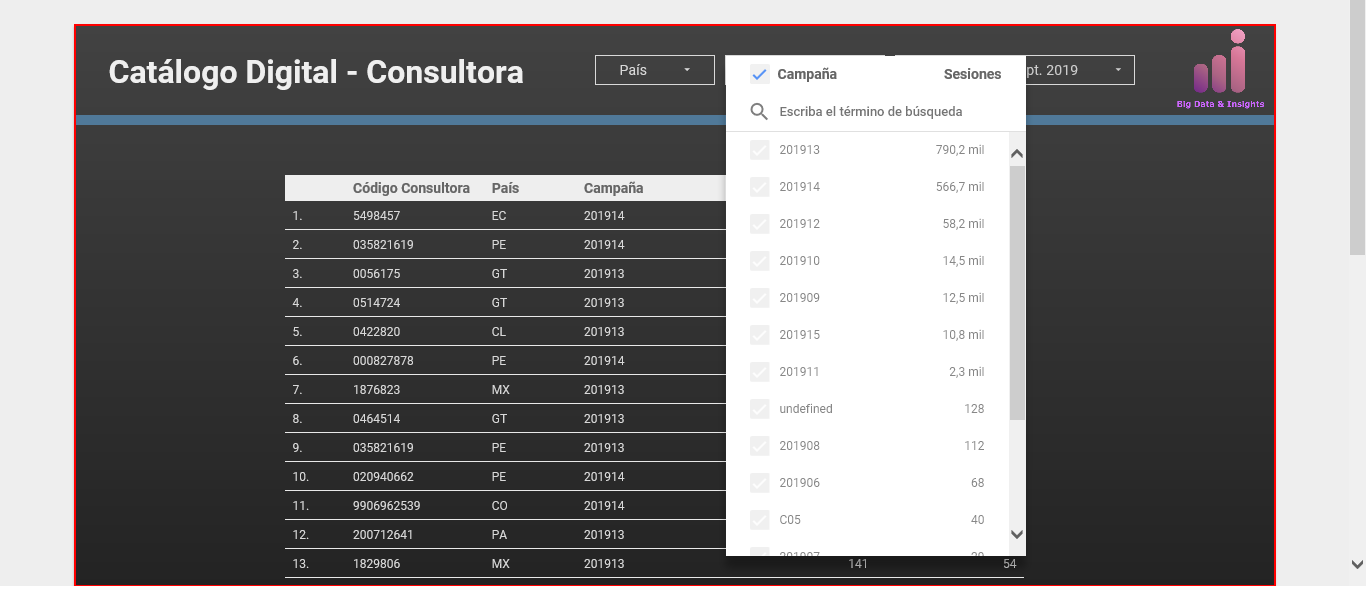 Catálogo Digital - Consultora
País
pt. 2019
Big Data & Insights
Campaña Sesiones
Escriba el término de búsqueda
201913 790,2 mil
201914 566,7 mil
201912 58,2 mil
201910 14,5 mil
201909 12,5 mil
201915 10,8 mil
201911 2,3 mil
undefined 128
201908 112
201906 68
C05 40
Código Consultora País Campaña
1. 5498457 EC 201914
2. 035821619 PE 201914
3. 0056175 GT 201913
4. 0514724 GT 201913
5. 0422820 CL 201913
6. 000827878 PE 201914
7. 1876823 MX 201913
8. 0464514 GT 201913
9. 035821619 PE 201913
10. 020940662 PE 201914
11. 9906962539 CO 201914
12. 200712641 PA 201913
13. 1829806 MX 201913 141 54